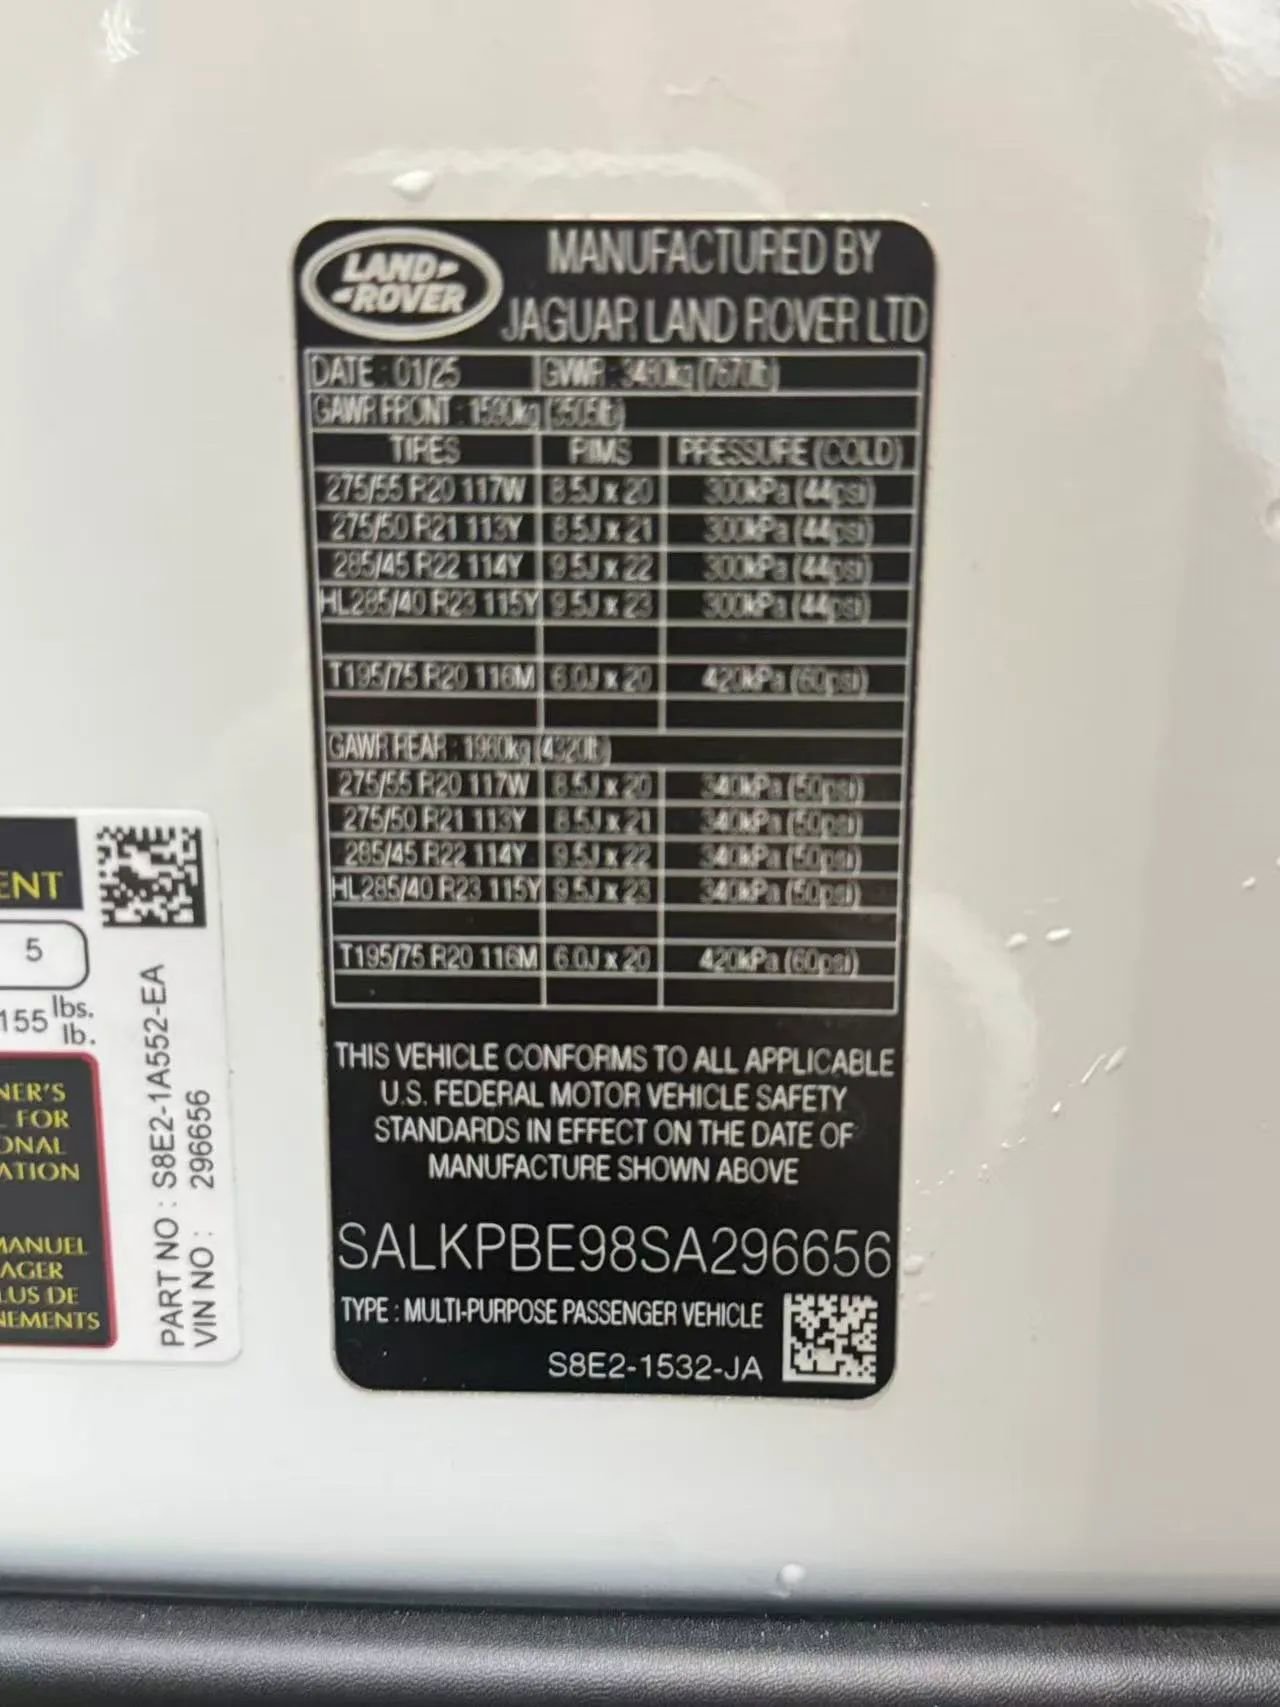 LAND-
-ROVER
MANUFACTURED BY
JAGUAR LAND ROVER LTD
DATE : 01/25 GVWR : 3480kg (7670lb)
GAWR FRONT : 1590kg (3505lb)
TIRES RIMS PRESSURE (COLD)
275/55 R20 117W 8.5J x 20 300kPa (44psi)
275/50 R21 113Y 8.5J x 21 300kPa (44psi)
285/45 R22 114Y 9.5J x 22 300kPa (44psi)
HL285/40 R23 115Y 9.5J x 23 300kPa (44psi)
T195/75 R20 116M 6.0J x 20 420kPa (60psi)
GAWR REAR : 1960kg (4320lb)
275/55 R20 117W 8.5J x 20 340kPa (50psi)
275/50 R21 113Y 8.5J x 21 340kPa (50psi)
285/45 R22 114Y 9.5J x 22 340kPa (50psi)
HL285/40 R23 115Y 9.5J x 23 340kPa (50psi)
T195/75 R20 116M 6.0J x 20 420kPa (60psi)
THIS VEHICLE CONFORMS TO ALL APPLICABLE
U.S. FEDERAL MOTOR VEHICLE SAFETY
STANDARDS IN EFFECT ON THE DATE OF
MANUFACTURE SHOWN ABOVE
SALKPBE98SA296656
TYPE : MULTI-PURPOSE PASSENGER VEHICLE
S8E2-1532-JA
ENT
5
155 lbs.
lb.
NER'S
FOR
ONAL
ATION
MANUEL
AGER
LUS DE
NEMENTS
PART NO : S8E2-1A552-EA
VIN NO : 296656